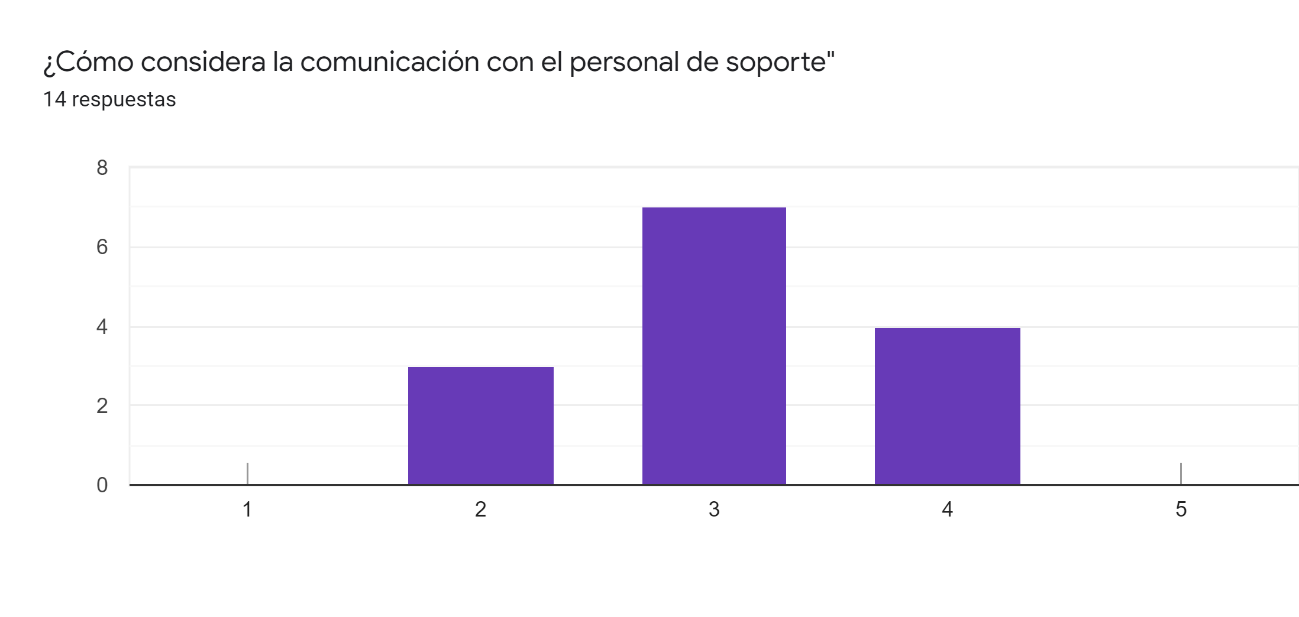 ¿Cómo considera la comunicación con el personal de soporte"
14 respuestas
8
6
4
2
0
1 2 3 4 5